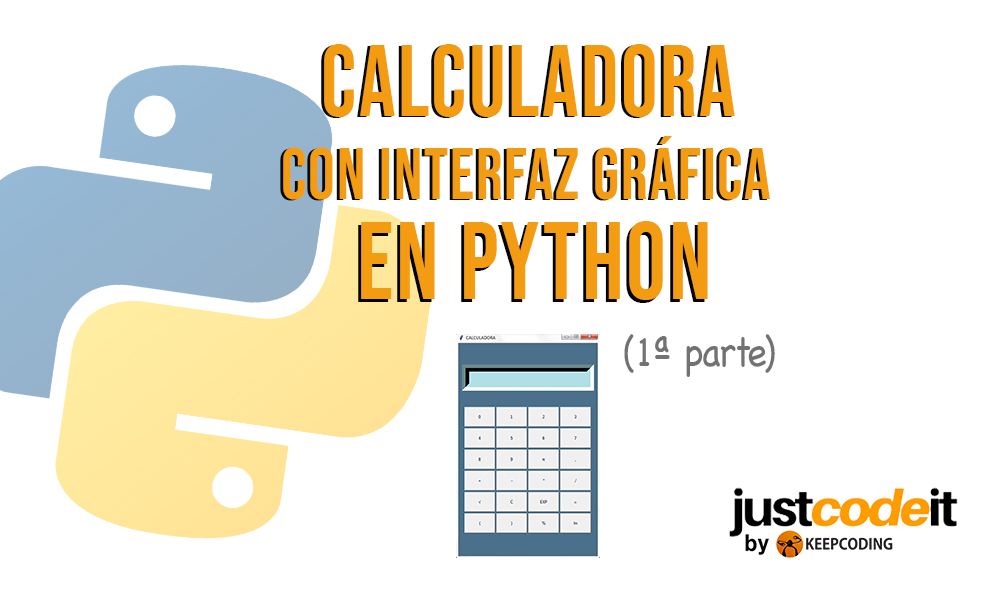 CALCULADORA
CON INTERFAZ GRÁFICA
EN PYTHON
(1ª parte)
CALCULADORA
0 1 2 3
4 5 6 7
8 9 π .
+ - * /
√ C EXP =
( ) % ln
justcodeit
by KEEPCODING